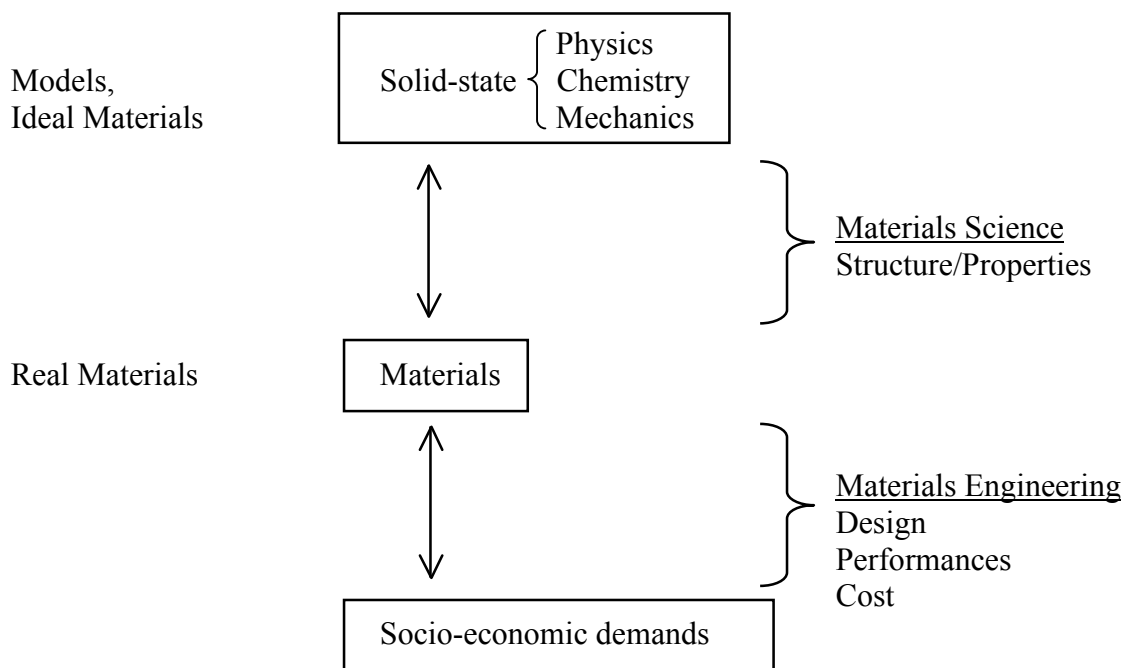 Physics
Models,
Solid-state
Chemistry
Ideal Materials
Mechanics
Materials Science
Structure/Properties
Real Materials
Materials
Materials Engineering
Design
Performances
Cost
Socio-economic demands